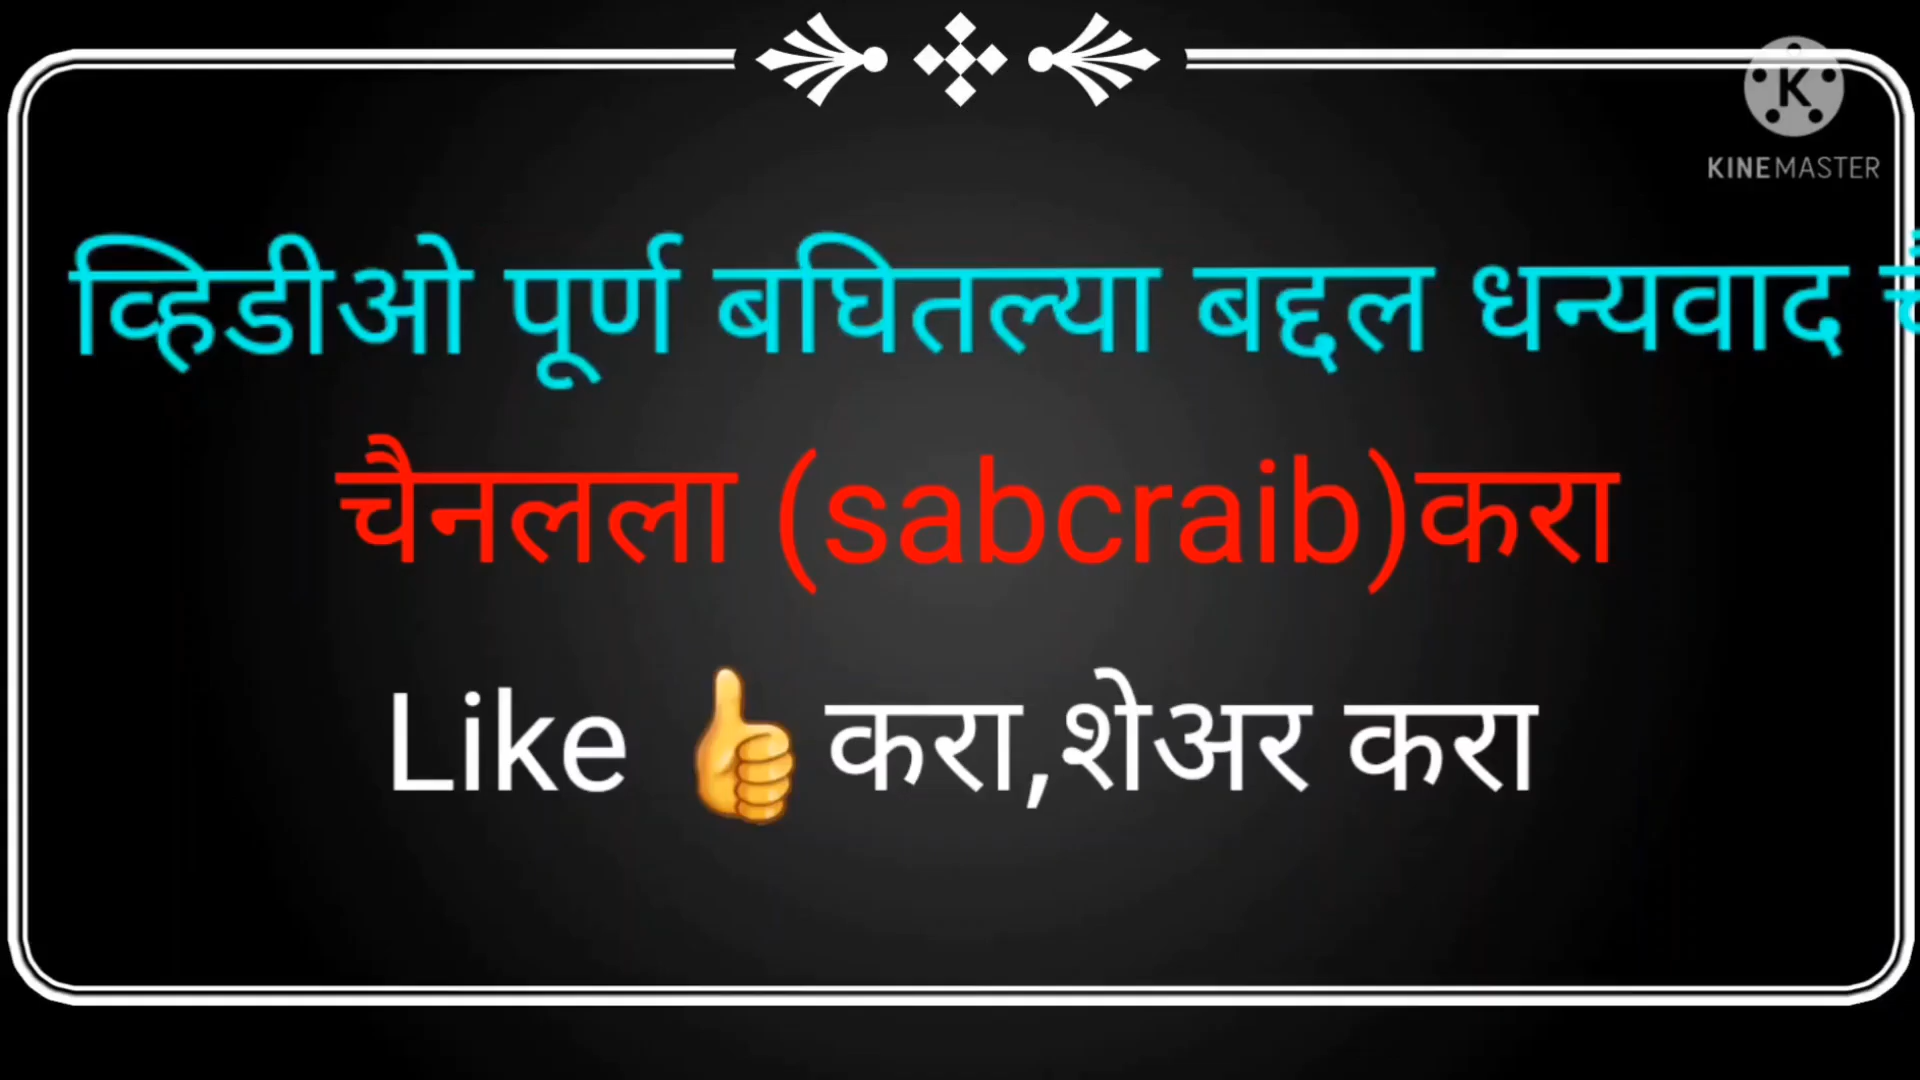 KINEMASTER
व्हिडीओ पूर्ण बघितल्या बद्दल धन्यवाद
चैनलला (sabcraib)करा
Like 👍 करा,शेअर करा